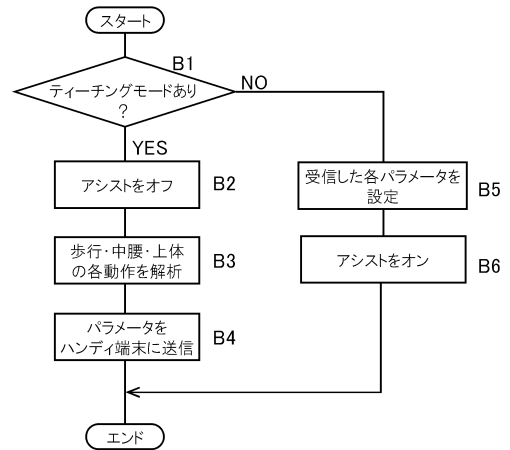 スタート
B1
ティーチングモードあり
?
NO
YES
アシストをオフ
B2
歩行・中腰・上体
の各動作を解析
B3
パラメータを
ハンディ端末に送信
B4
受信した各パラメータを
設定
B5
アシストをオン
B6
エンド